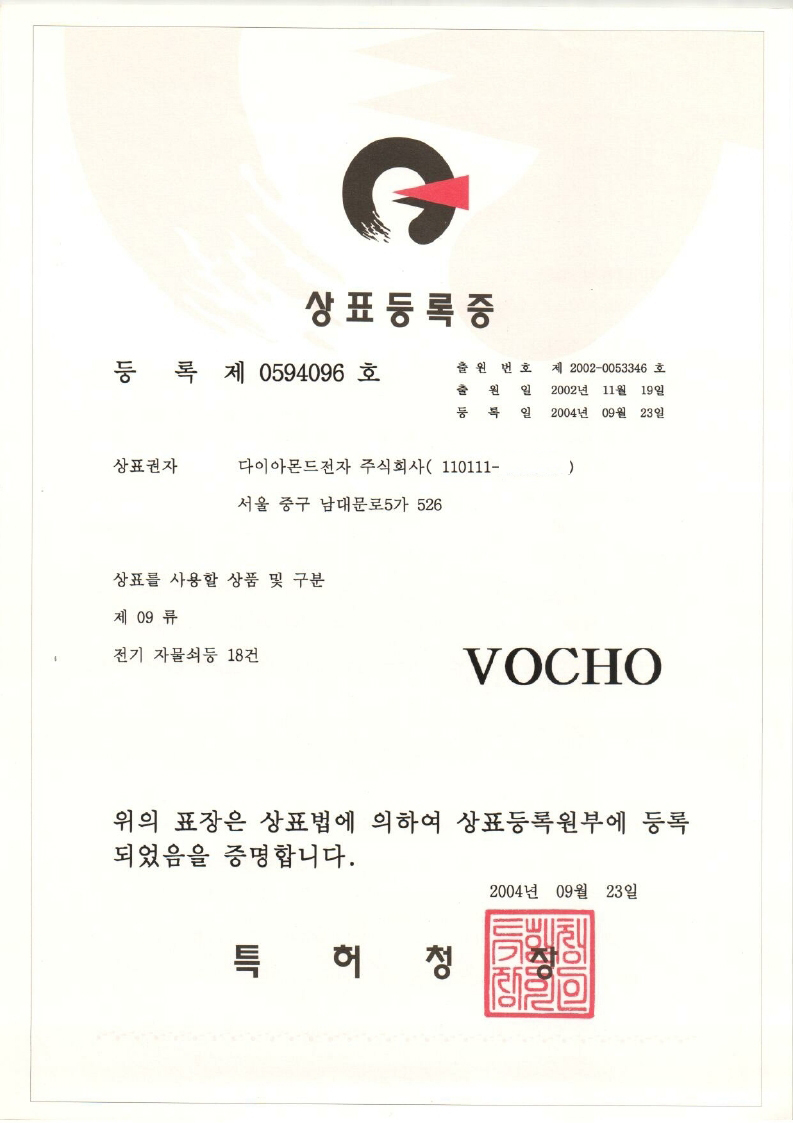 상표등록증
등 록 제 0594096 호
출원 번호 제 2002-0053346 호
출 원 일 2002년 11월 19일
등 록 일 2004년 09월 23일
상표권자 다이아몬드전자 주식회사( 110111- )
서울 중구 남대문로5가 526
상표를 사용할 상품 및 구분
제 09 류
전기 자물쇠등 18건
VOCHO
위의 표장은 상표법에 의하여 상표등록원부에 등록
되었음을 증명합니다.
2004년 09월 23일
특 허 청 장